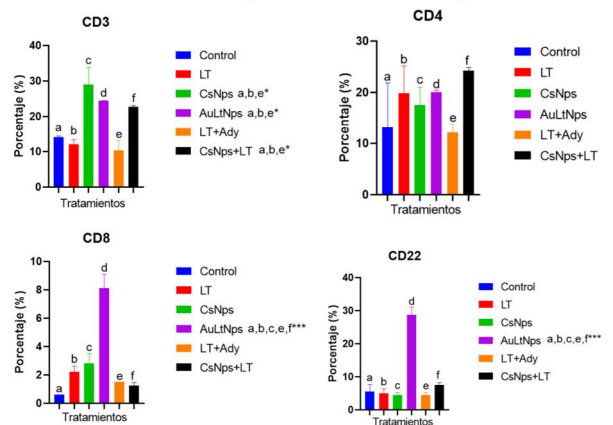 CD3
Porcentaje (%)
40
30
20
10
0
a
b
c
d
e
f
Tratamientos
Control
LT
CsNps a,b,e*
AuLtNps a,b,e*
LT+Ady
CsNps+LT a,b,e*
CD4
Porcentaje (%)
30
20
10
0
a
b
c
d
e
f
Tratamientos
Control
LT
CsNps
AuLtNps
LT+Ady
CsNps+LT
CD8
Porcentaje (%)
10
8
6
4
2
0
a
b
c
d
e
f
Tratamientos
Control
LT
CsNps
AuLtNps a,b,c,e,f***
LT+Ady
CsNps+LT
CD22
Porcentaje (%)
40
30
20
10
0
a
b
c
d
e
f
Tratamientos
Control
LT
CsNps
AuLtNps a,b,c,e,f***
LT+Ady
CsNps+LT